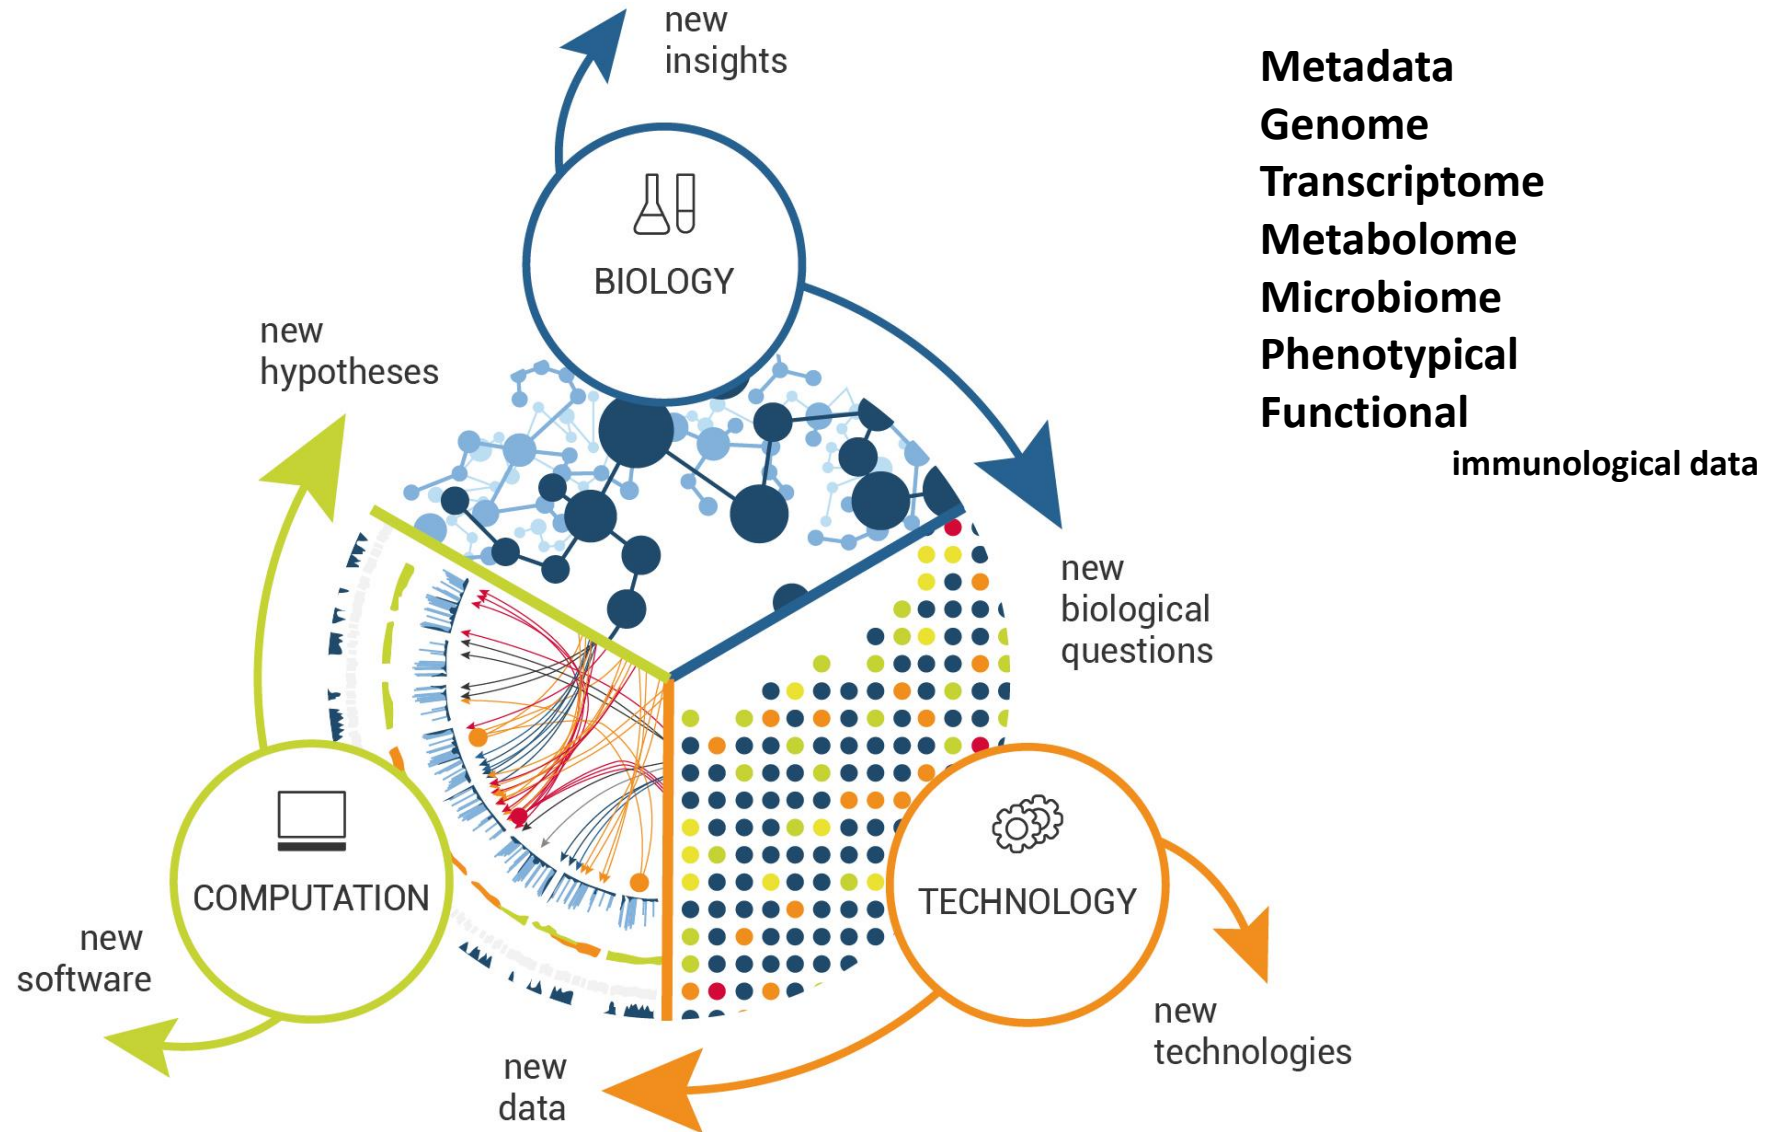 new
insights
BIOLOGY
new
hypotheses
new
biological
questions
COMPUTATION
TECHNOLOGY
new
software
new
technologies
new
data
Metadata
Genome
Transcriptome
Metabolome
Microbiome
Phenotypical
Functional
immunological data